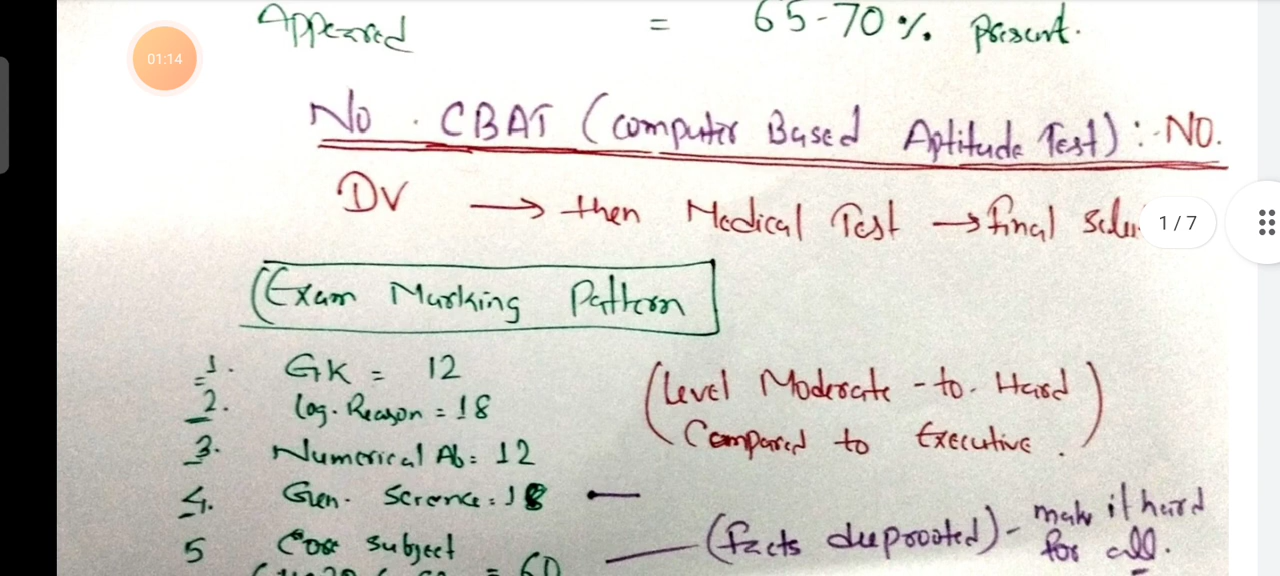 Appeared = 65-70%. Present.
01:14
No. CBAT (Computer Based Aptitude Test): NO.
DV → then Medical Test → final
1 / 7
Exam Marking Pattern
1. GK = 12
2. Log. Reason = 18
(Level Moderate-to-Hard)
3. Numerical Ab = 12
Compared to Executive.
4. Gen. Science = 18
5 Core Subject
(facts deeprooted) - make it hard for all.
= 60